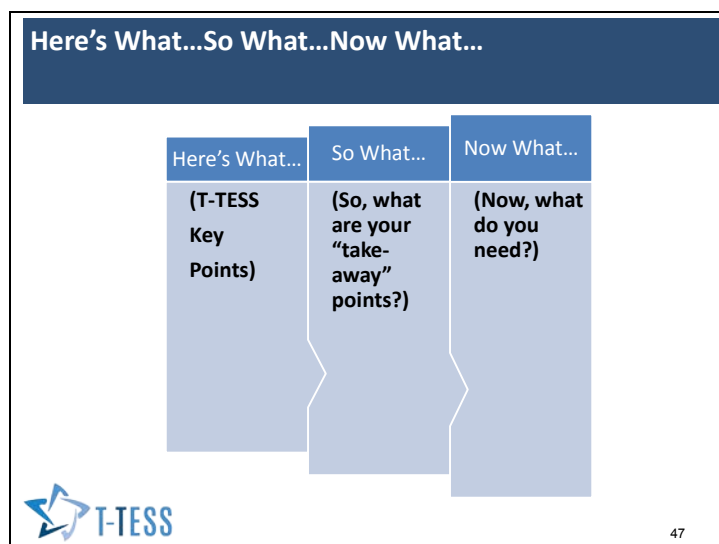 Here’s What…So What…Now What…
Here’s What…
(T-TESS
Key
Points)
So What…
(So, what
are your
“take-
away”
points?)
Now What…
(Now, what
do you
need?)
T-TESS
47